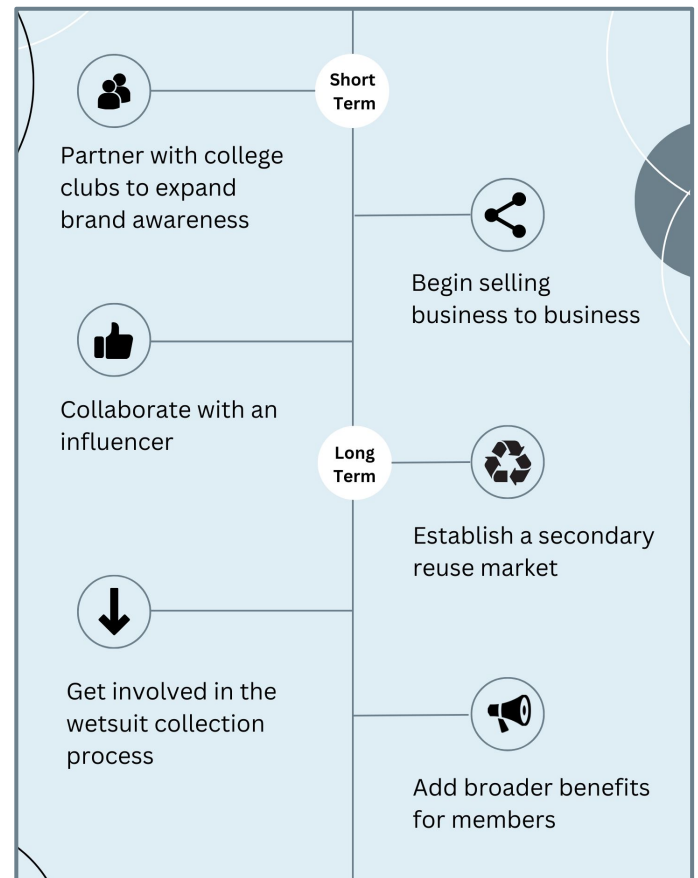 Short
Term
Partner with college
clubs to expand
brand awareness
Begin selling
business to business
Collaborate with an
influencer
Long
Term
Establish a secondary
reuse market
Get involved in the
wetsuit collection
process
Add broader benefits
for members